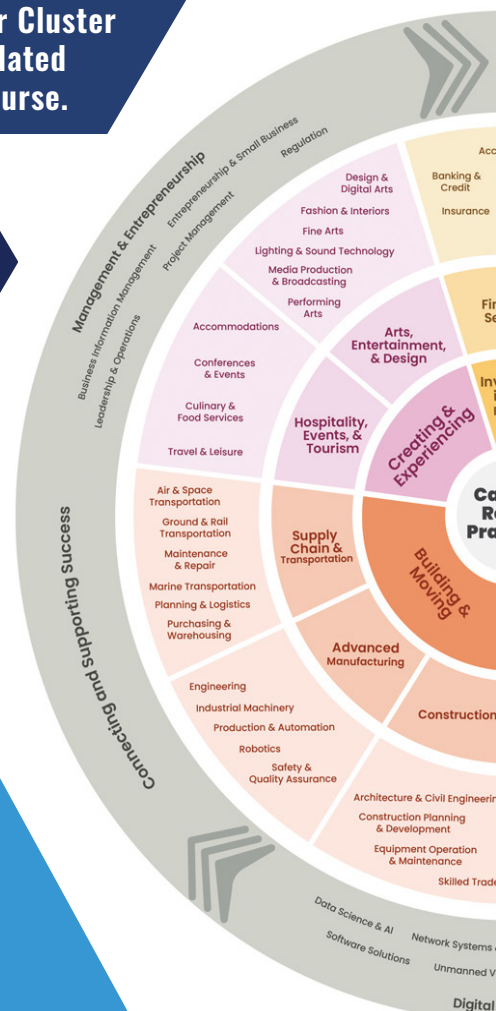 r Cluster
lated
urse.
Management & Entrepreneurship
Entrepreneurship & Small Business
Regulation
Business Information Management
Project Management
Leadership & Operations
Connecting and Supporting Success
Design &
Digital Arts
Fashion & Interiors
Fine Arts
Lighting & Sound Technology
Media Production
& Broadcasting
Performing
Arts
Acc
Banking &
Credit
Insurance
Accommodations
Conferences
& Events
Culinary &
Food Services
Travel & Leisure
Arts,
Entertainment,
& Design
Fin
Se
Hospitality,
Events, &
Tourism
Creating &
Experiencing
Inv
i
Ca
Re
Pra
Air & Space
Transportation
Ground & Rail
Transportation
Maintenance
& Repair
Marine Transportation
Planning & Logistics
Purchasing &
Warehousing
Supply
Chain &
Transportation
Building &
Moving
Advanced
Manufacturing
Construction
Engineering
Industrial Machinery
Production & Automation
Robotics
Safety &
Quality Assurance
Architecture & Civil Engineerin
Construction Planning
& Development
Equipment Operation
& Maintenance
Skilled Trade
Data Science & AI
Network Systems
Software Solutions
Unmanned V
Digital